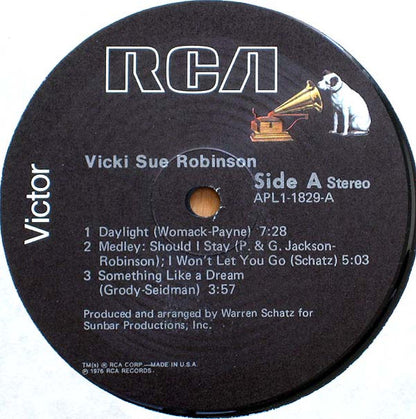 RCA
Victor
Vicki Sue Robinson
Side A Stereo
APL1-1829-A
1 Daylight (Womack-Payne) 7:28
2 Medley: Should I Stay (P. & G. Jackson-
Robinson); I Won't Let You Go (Schatz) 5:03
3 Something Like a Dream
(Grody-Seidman) 3:57
Produced and arranged by Warren Schatz for
Sunbar Productions, Inc.
TM(s) ® RCA CORP.—MADE IN U.S.A.
℗ 1976 RCA RECORDS